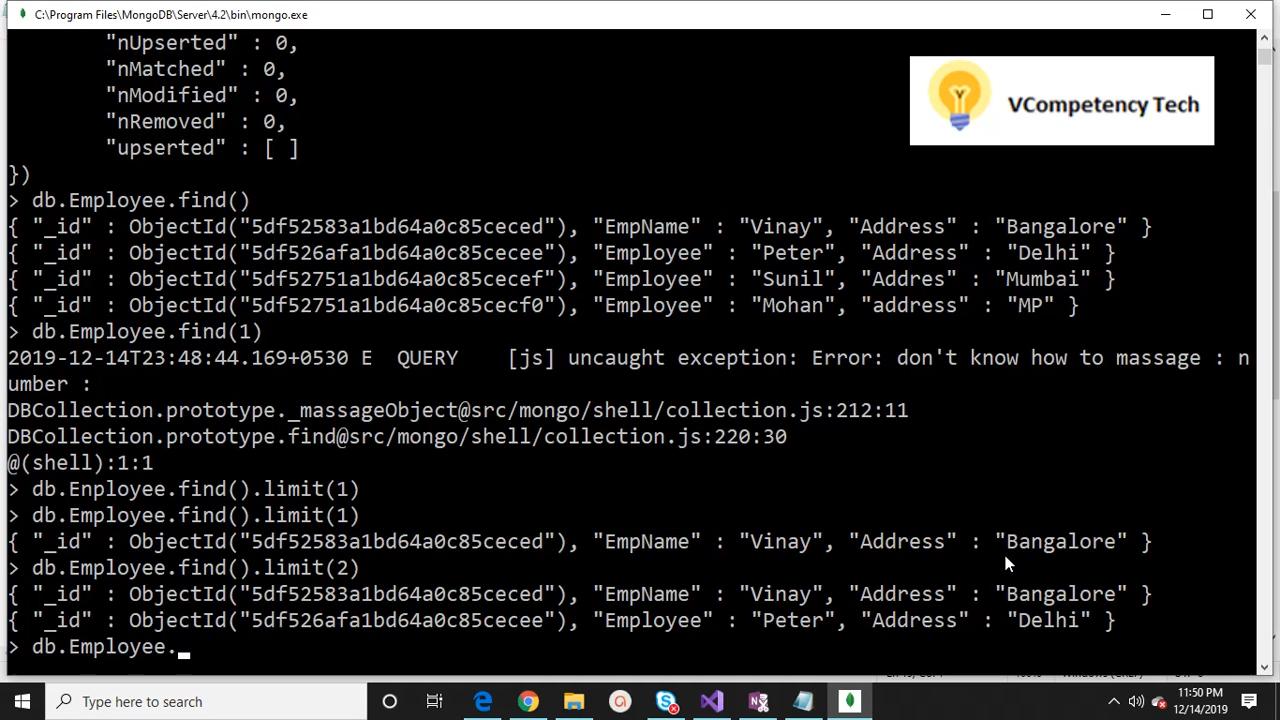 C:\Program Files\MongoDB\Server\4.2\bin\mongo.exe
"nUpserted" : 0,
"nMatched" : 0,
"nModified" : 0,
"nRemoved" : 0,
"upserted" : [ ]
})
VCompetency Tech
> db.Employee.find()
{ "_id" : ObjectId("5df52583a1bd64a0c85ceced"), "EmpName" : "Vinay", "Address" : "Bangalore" }
{ "_id" : ObjectId("5df526afa1bd64a0c85cecee"), "Employee" : "Peter", "Address" : "Delhi" }
{ "_id" : ObjectId("5df52751a1bd64a0c85cecef"), "Employee" : "Sunil", "Addres" : "Mumbai" }
{ "_id" : ObjectId("5df52751a1bd64a0c85cecf0"), "Employee" : "Mohan", "address" : "MP" }
> db.Employee.find(1)
2019-12-14T23:48:44.169+0530 E  QUERY    [js] uncaught exception: Error: don't know how to massage : n
umber :
DBCollection.prototype._massageObject@src/mongo/shell/collection.js:212:11
DBCollection.prototype.find@src/mongo/shell/collection.js:220:30
@(shell):1:1
> db.Enployee.find().limit(1)
> db.Employee.find().limit(1)
{ "_id" : ObjectId("5df52583a1bd64a0c85ceced"), "EmpName" : "Vinay", "Address" : "Bangalore" }
> db.Employee.find().limit(2)
{ "_id" : ObjectId("5df52583a1bd64a0c85ceced"), "EmpName" : "Vinay", "Address" : "Bangalore" }
{ "_id" : ObjectId("5df526afa1bd64a0c85cecee"), "Employee" : "Peter", "Address" : "Delhi" }
> db.Employee.
Type here to search
11:50 PM
12/14/2019